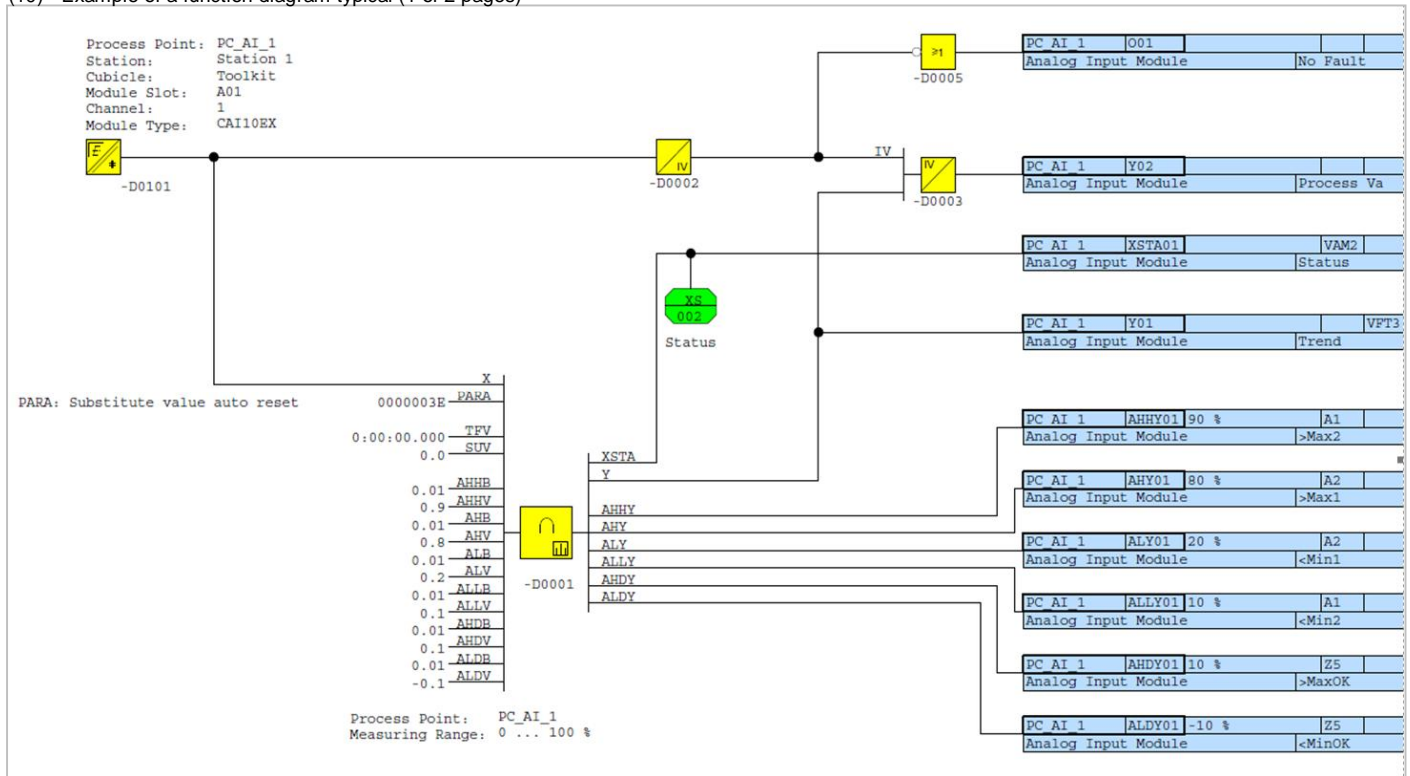 (10) Example of a function diagram typical (1 or 2 pages)
Process Point: PC_AI_1
Station: Station 1
Cubicle: Toolkit
Module Slot: A01
Channel: 1
Module Type: CAI10EX
E
*
-D0101
IV
-D0002
≥1
-D0005
IV
IV
-D0003
XS
002
Status
PC_AI_1 O01
Analog Input Module No Fault
PC_AI_1 Y02
Analog Input Module Process Va
PC_AI_1 XSTA01 VAM2
Analog Input Module Status
PC_AI_1 Y01 VFT3
Analog Input Module Trend
X
PARA: Substitute value auto reset 0000003E PARA
0:00:00.000 TFV
0.0 SUV
0.01 AHHB
0.9 AHHV
0.01 AHB
0.8 AHV
0.01 ALB
0.2 ALV
0.01 ALLB
0.1 ALLV
0.01 AHDB
0.1 AHDV
0.01 ALDB
-0.1 ALDV
-D0001
XSTA
Y
AHHY
AHY
ALY
ALLY
AHDY
ALDY
PC_AI_1 AHHY01 90 % A1
Analog Input Module >Max2
PC_AI_1 AHY01 80 % A2
Analog Input Module >Max1
PC_AI_1 ALY01 20 % A2
Analog Input Module <Min1
PC_AI_1 ALLY01 10 % A1
Analog Input Module <Min2
PC_AI_1 AHDY01 10 % Z5
Analog Input Module >MaxOK
PC_AI_1 ALDY01 -10 % Z5
Analog Input Module <MinOK
Process Point: PC_AI_1
Measuring Range: 0 ... 100 %